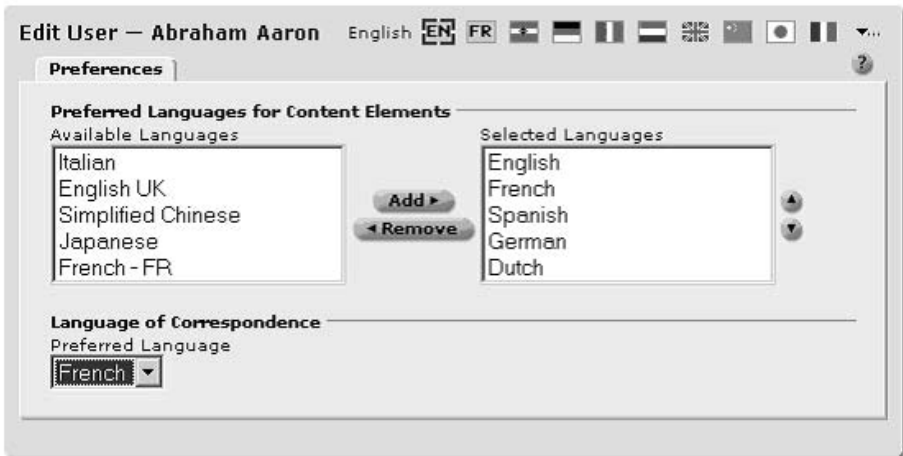 Edit User — Abraham Aaron English EN FR ...
Preferences ?
Preferred Languages for Content Elements
Available Languages
Italian
English UK
Simplified Chinese
Japanese
French - FR
Add
Remove
Selected Languages
English
French
Spanish
German
Dutch
Language of Correspondence
Preferred Language
French